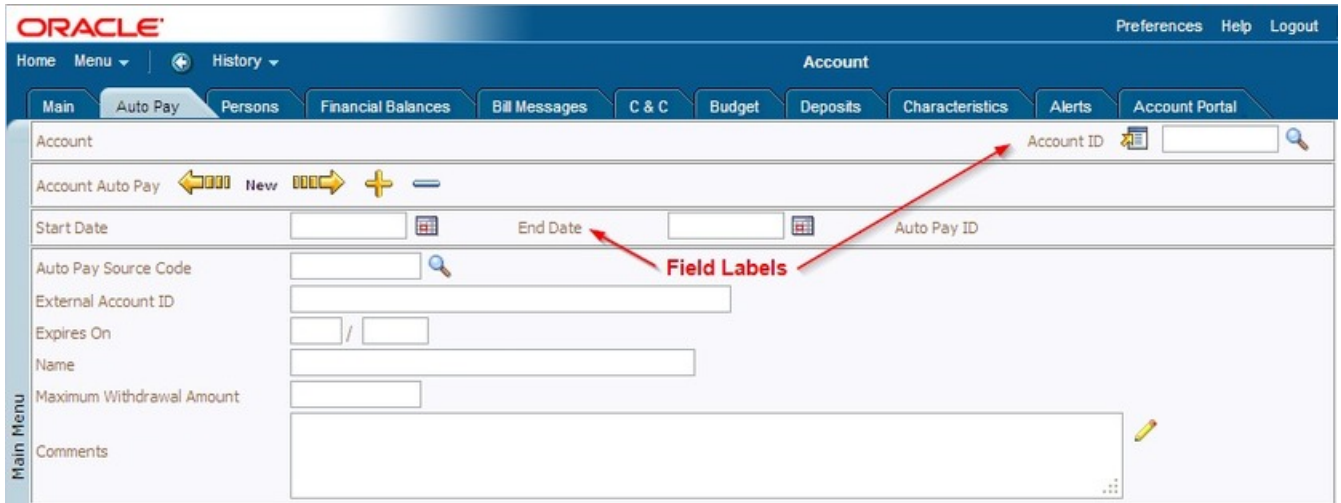 ORACLE
Preferences Help Logout
Home Menu History Account
Main Auto Pay Persons Financial Balances Bill Messages C & C Budget Deposits Characteristics Alerts Account Portal
Account Account ID
Account Auto Pay New
Start Date End Date Auto Pay ID
Field Labels
Auto Pay Source Code
External Account ID
Expires On /
Name
Maximum Withdrawal Amount
Comments
Main Menu